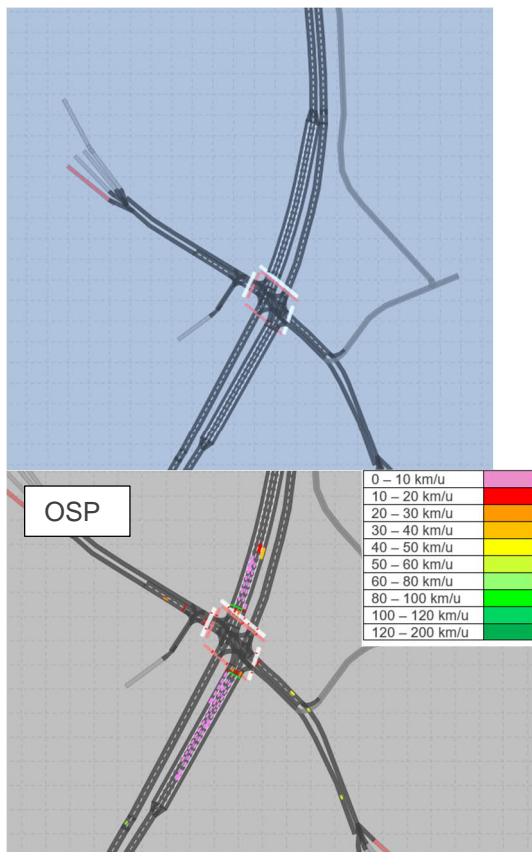 OSP
0 – 10 km/u
10 – 20 km/u
20 – 30 km/u
30 – 40 km/u
40 – 50 km/u
50 – 60 km/u
60 – 80 km/u
80 – 100 km/u
100 – 120 km/u
120 – 200 km/u